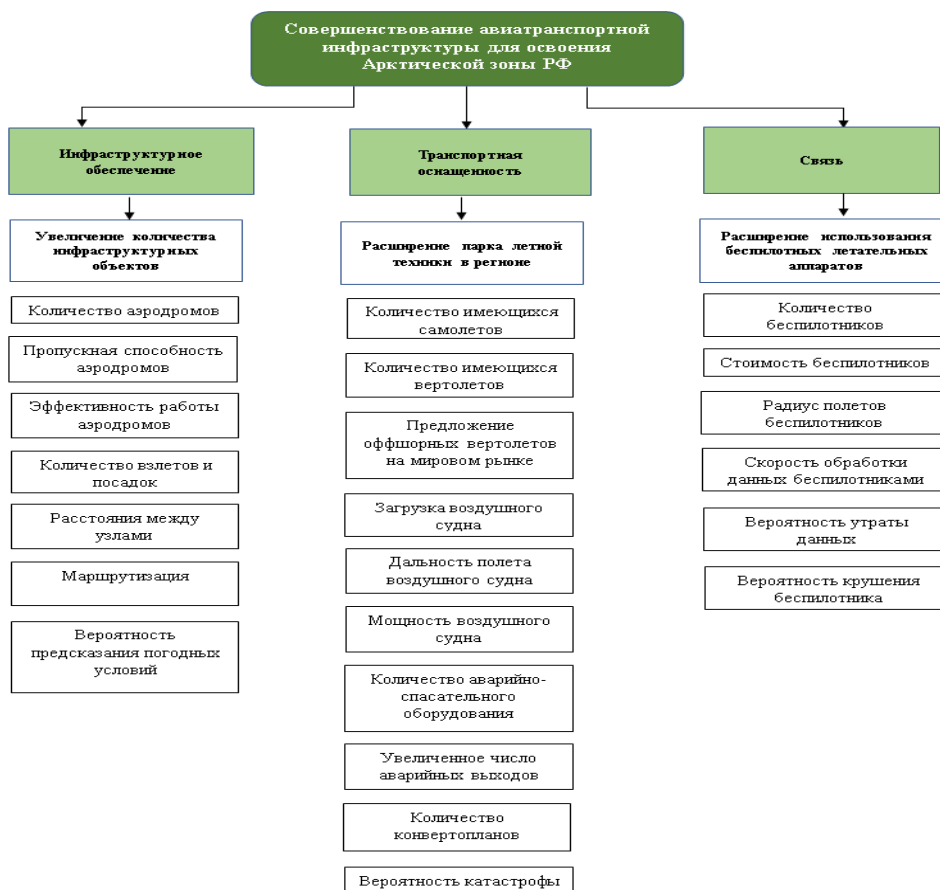 Совершенствование авиатранспортной
инфраструктуры для освоения
Арктической зоны РФ
Инфраструктурное
обеспечение
Увеличение количества
инфраструктурных
объектов
Количество аэродромов
Пропускная способность
аэродромов
Эффективность работы
аэродромов
Количество взлетов и
посадок
Расстояния между
узлами
Маршрутизация
Вероятность
предсказания погодных
условий
Транспортная
оснащенность
Расширение парка летной
техники в регионе
Количество имеющихся
самолетов
Количество имеющихся
вертолетов
Предложение
оффшорных вертолетов
на мировом рынке
Загрузка воздушного
судна
Дальность полета
воздушного судна
Мощность воздушного
судна
Количество аварийно-
спасательного
оборудования
Увеличенное число
аварийных выходов
Количество
конвертопланов
Вероятность катастрофы
Связь
Расширение использования
беспилотных летательных
аппаратов
Количество
беспилотников
Стоимость беспилотников
Радиус полетов
беспилотников
Скорость обработки
данных беспилотниками
Вероятность утраты
данных
Вероятность крушения
беспилотника